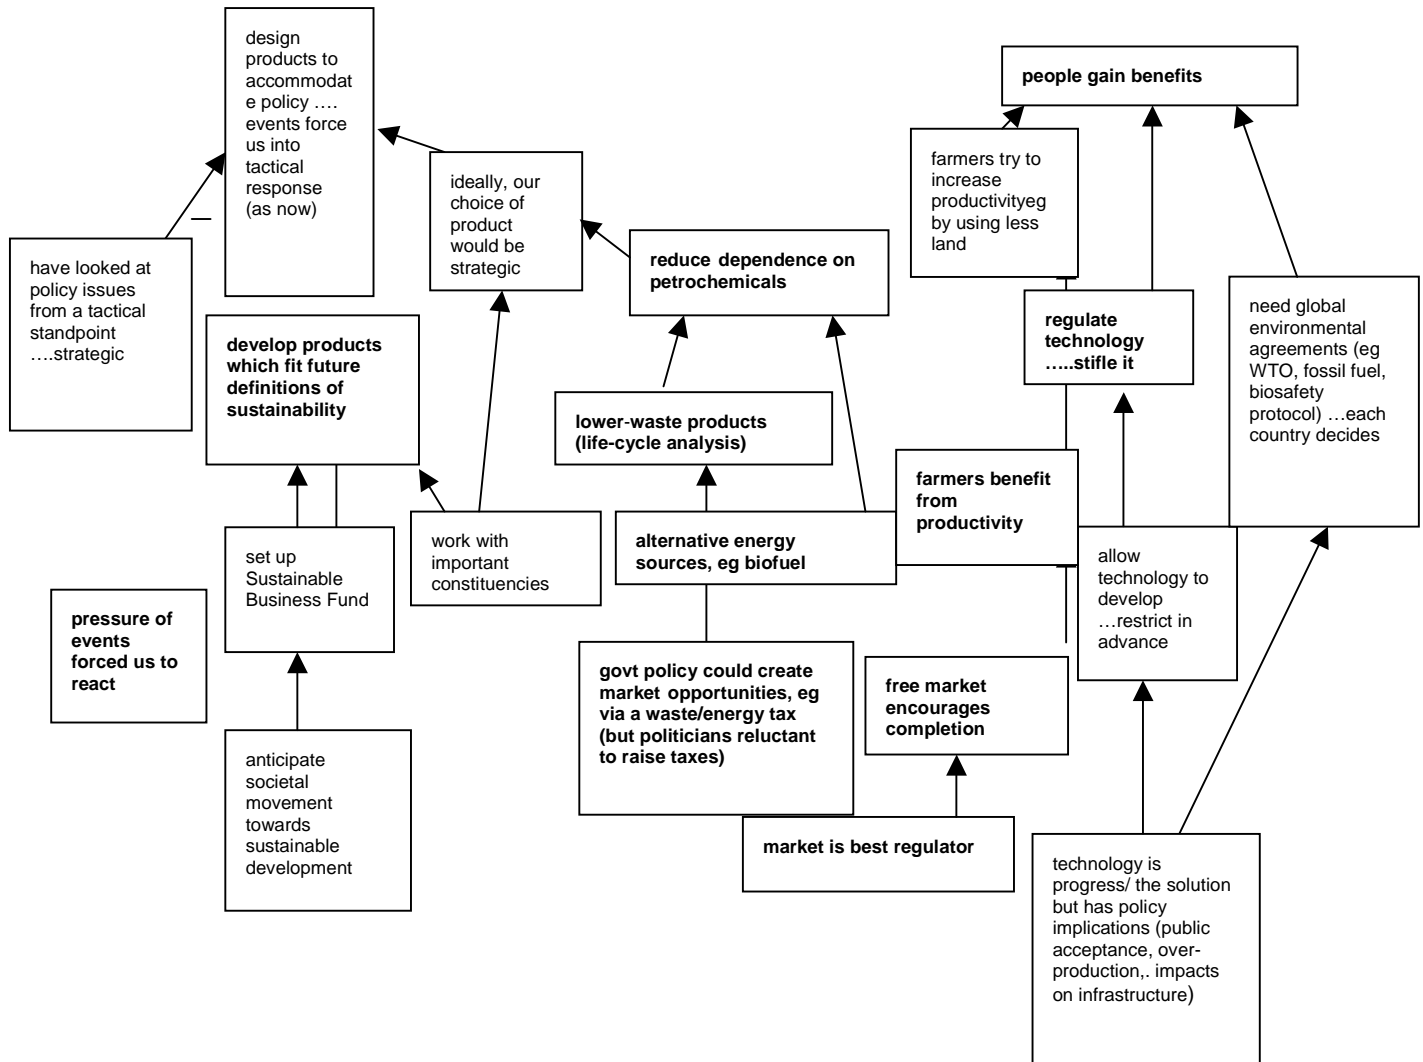 design
products to
accommodat
e policy ….
events force
us into
tactical
response
(as now)
people gain benefits
farmers try to
increase
productivityeg
by using less
land
ideally, our
choice of
product
would be
strategic
have looked at
policy issues
from a tactical
standpoint
….strategic
reduce dependence on
petrochemicals
regulate
technology
…..stifle it
need global
environmental
agreements (eg
WTO, fossil fuel,
biosafety
protocol) …each
country decides
develop products
which fit future
definitions of
sustainability
lower-waste products
(life-cycle analysis)
farmers benefit
from
productivity
set up
Sustainable
Business Fund
work with
important
constituencies
alternative energy
sources, eg biofuel
allow
technology to
develop
…restrict in
advance
pressure of
events
forced us to
react
govt policy could create
market opportunities, eg
via a waste/energy tax
(but politicians reluctant
to raise taxes)
free market
encourages
completion
anticipate
societal
movement
towards
sustainable
development
market is best regulator
technology is
progress/ the solution
but has policy
implications (public
acceptance, over-
production,. impacts
on infrastructure)